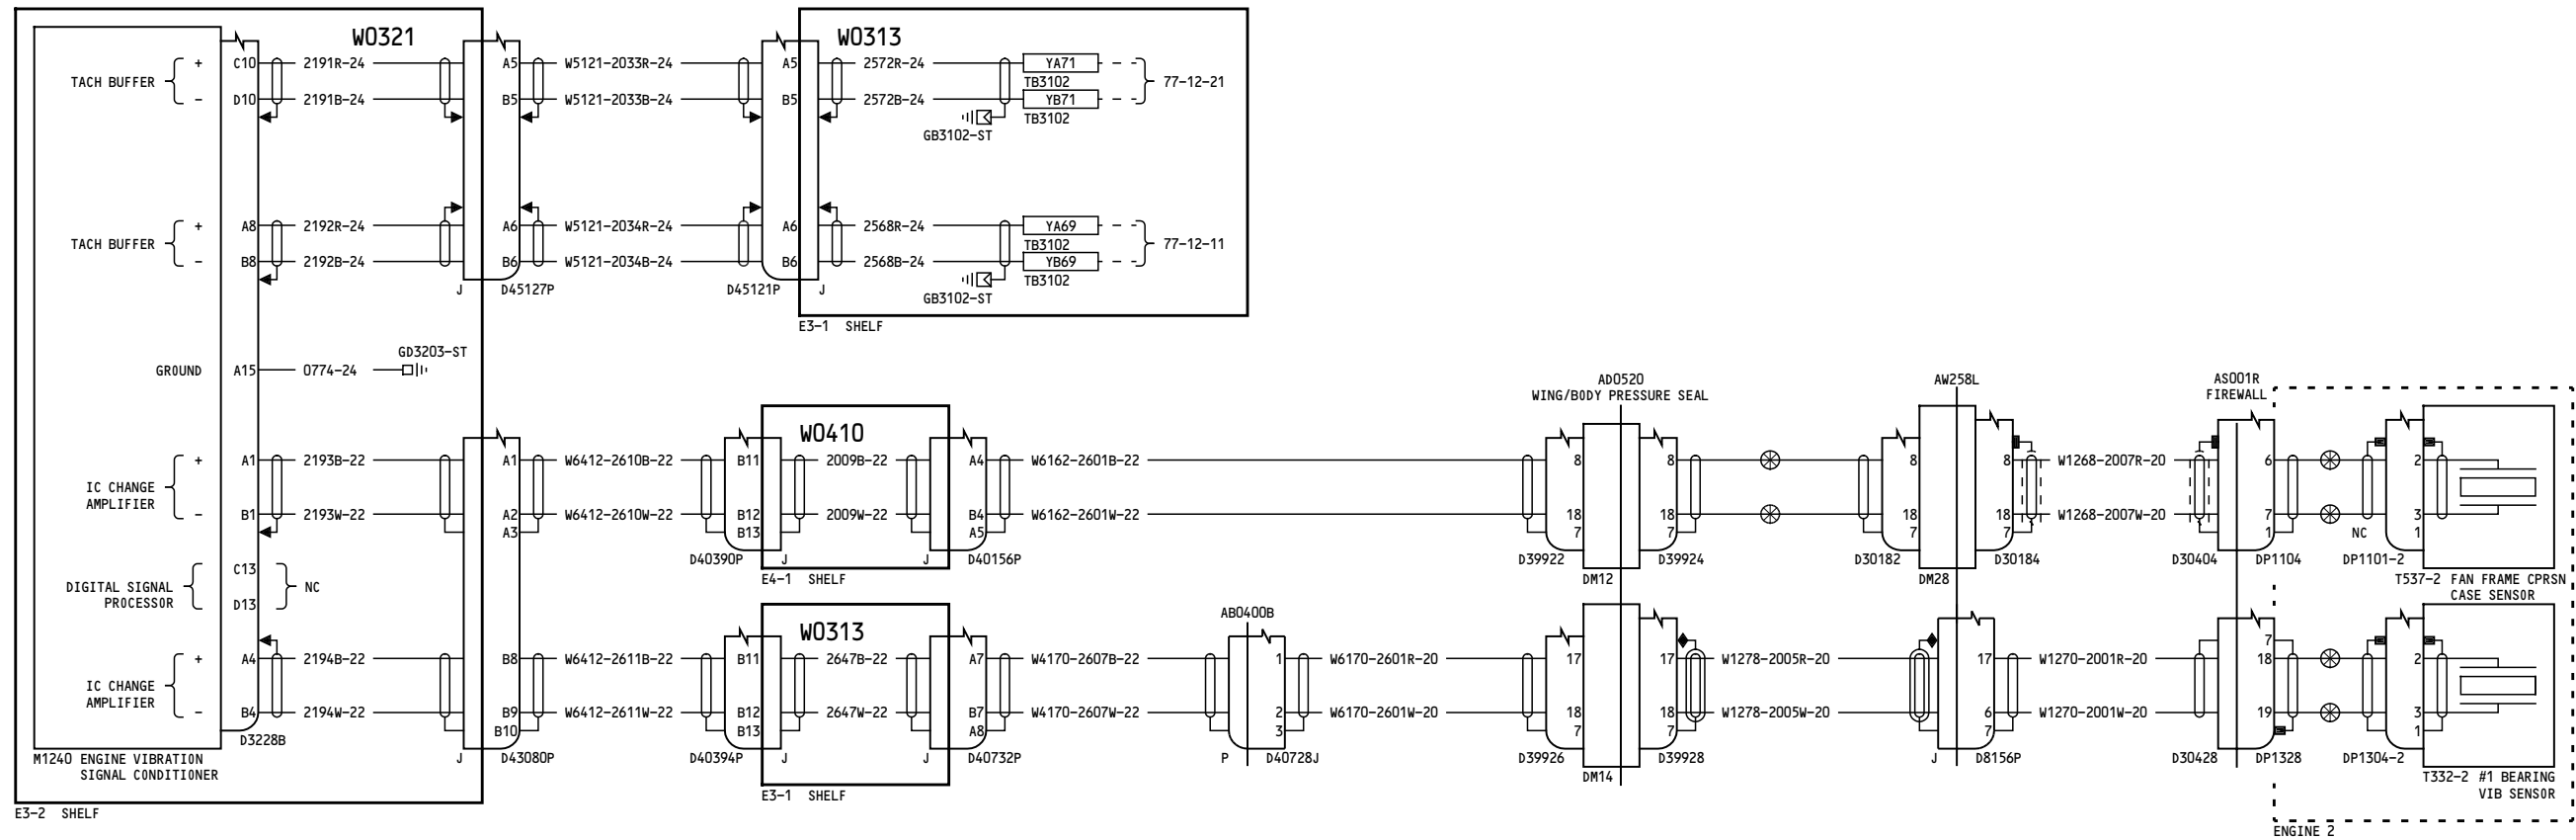 W0321
W0313
TACH BUFFER
+
C10
2191R-24
A5
W5121-2033R-24
A5
2572R-24
YA71
TB3102
77-12-21
-
D10
2191B-24
B5
W5121-2033B-24
B5
2572B-24
YB71
TB3102
GB3102-ST
TACH BUFFER
+
A8
2192R-24
A6
W5121-2034R-24
A6
2568R-24
YA69
TB3102
77-12-11
-
B8
2192B-24
B6
W5121-2034B-24
B6
2568B-24
YB69
TB3102
GB3102-ST
J
D45127P
D45121P
J
E3-1 SHELF
GROUND
A15
0774-24
GD3203-ST
AD0520
WING/BODY PRESSURE SEAL
AW258L
AS001R
FIREWALL
W0410
IC CHANGE
AMPLIFIER
+
A1
2193B-22
A1
W6412-2610B-22
B11
2009B-22
A4
W6162-2601B-22
8
8
8
8
W1268-2007R-20
6
2
-
B1
2193W-22
A2
W6412-2610W-22
B12
2009W-22
B4
W6162-2601W-22
18
18
18
18
W1268-2007W-20
7
3
A3
B13
A5
7
7
7
7
1
NC
1
D40390P
J
J
D40156P
D39922
D39924
D30182
D30184
D30404
DP1104
DP1101-2
E4-1 SHELF
DM12
DM28
T537-2 FAN FRAME CPRSN
CASE SENSOR
DIGITAL SIGNAL
PROCESSOR
C13
D13
NC
W0313
AB0400B
IC CHANGE
AMPLIFIER
+
A4
2194B-22
B8
W6412-2611B-22
B11
2647B-22
A7
W4170-2607B-22
1
W6170-2601R-20
17
17
W1278-2005R-20
17
W1270-2001R-20
7
18
2
-
B4
2194W-22
B9
W6412-2611W-22
B12
2647W-22
B7
W4170-2607W-22
2
W6170-2601W-20
18
18
W1278-2005W-20
6
W1270-2001W-20
19
3
B10
B13
A8
3
7
7
7
1
D3228B
J
D43080P
D40394P
J
J
D40732P
P
D40728J
D39926
D39928
J
D8156P
D30428
DP1328
DP1304-2
M1240 ENGINE VIBRATION
SIGNAL CONDITIONER
DM14
T332-2 #1 BEARING
VIB SENSOR
E3-1 SHELF
E3-2 SHELF
ENGINE 2